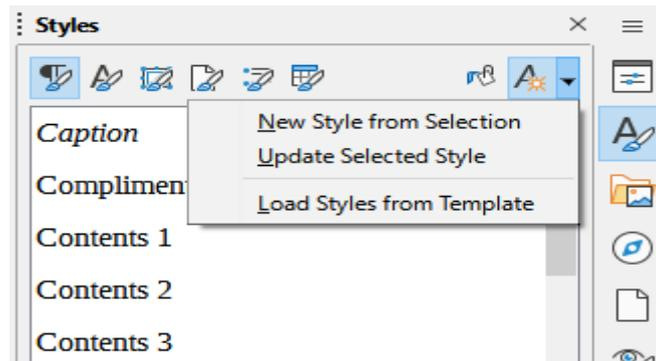 Styles
Caption
New Style from Selection
Update Selected Style
Complimen
Load Styles from Template
Contents 1
Contents 2
Contents 3